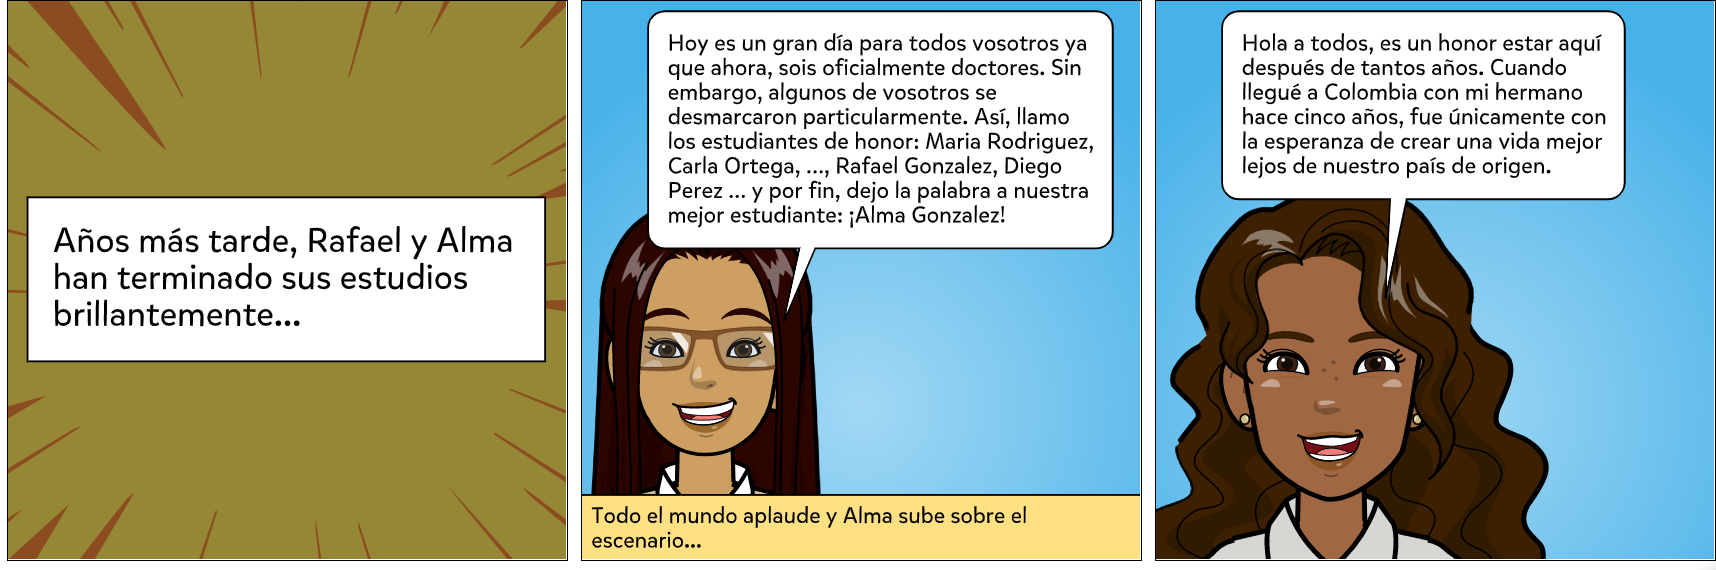 Años más tarde, Rafael y Alma
han terminado sus estudios
brillantemente...
Hoy es un gran día para todos vosotros ya
que ahora, sois oficialmente doctores. Sin
embargo, algunos de vosotros se
desmarcaron particularmente. Así, llamo
los estudiantes de honor: Maria Rodriguez,
Carla Ortega, ..., Rafael Gonzalez, Diego
Perez ... y por fin, dejo la palabra a nuestra
mejor estudiante: ¡Alma Gonzalez!
Todo el mundo aplaude y Alma sube sobre el
escenario...
Hola a todos, es un honor estar aquí
después de tantos años. Cuando
llegué a Colombia con mi hermano
hace cinco años, fue únicamente con
la esperanza de crear una vida mejor
lejos de nuestro país de origen.